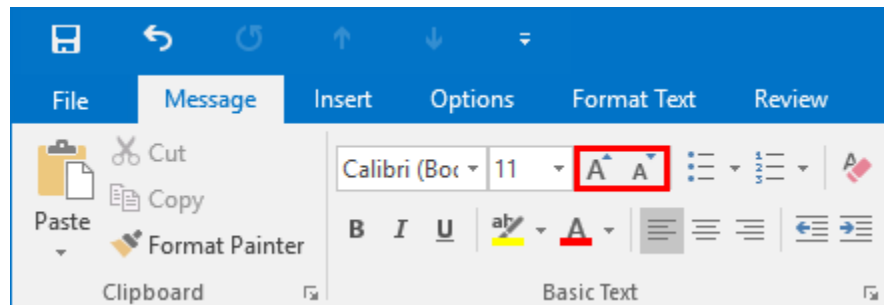 File Message Insert Options Format Text Review
Cut
Calibri (Boc 11
Copy
Paste
B I U
Format Painter
Clipboard Basic Text